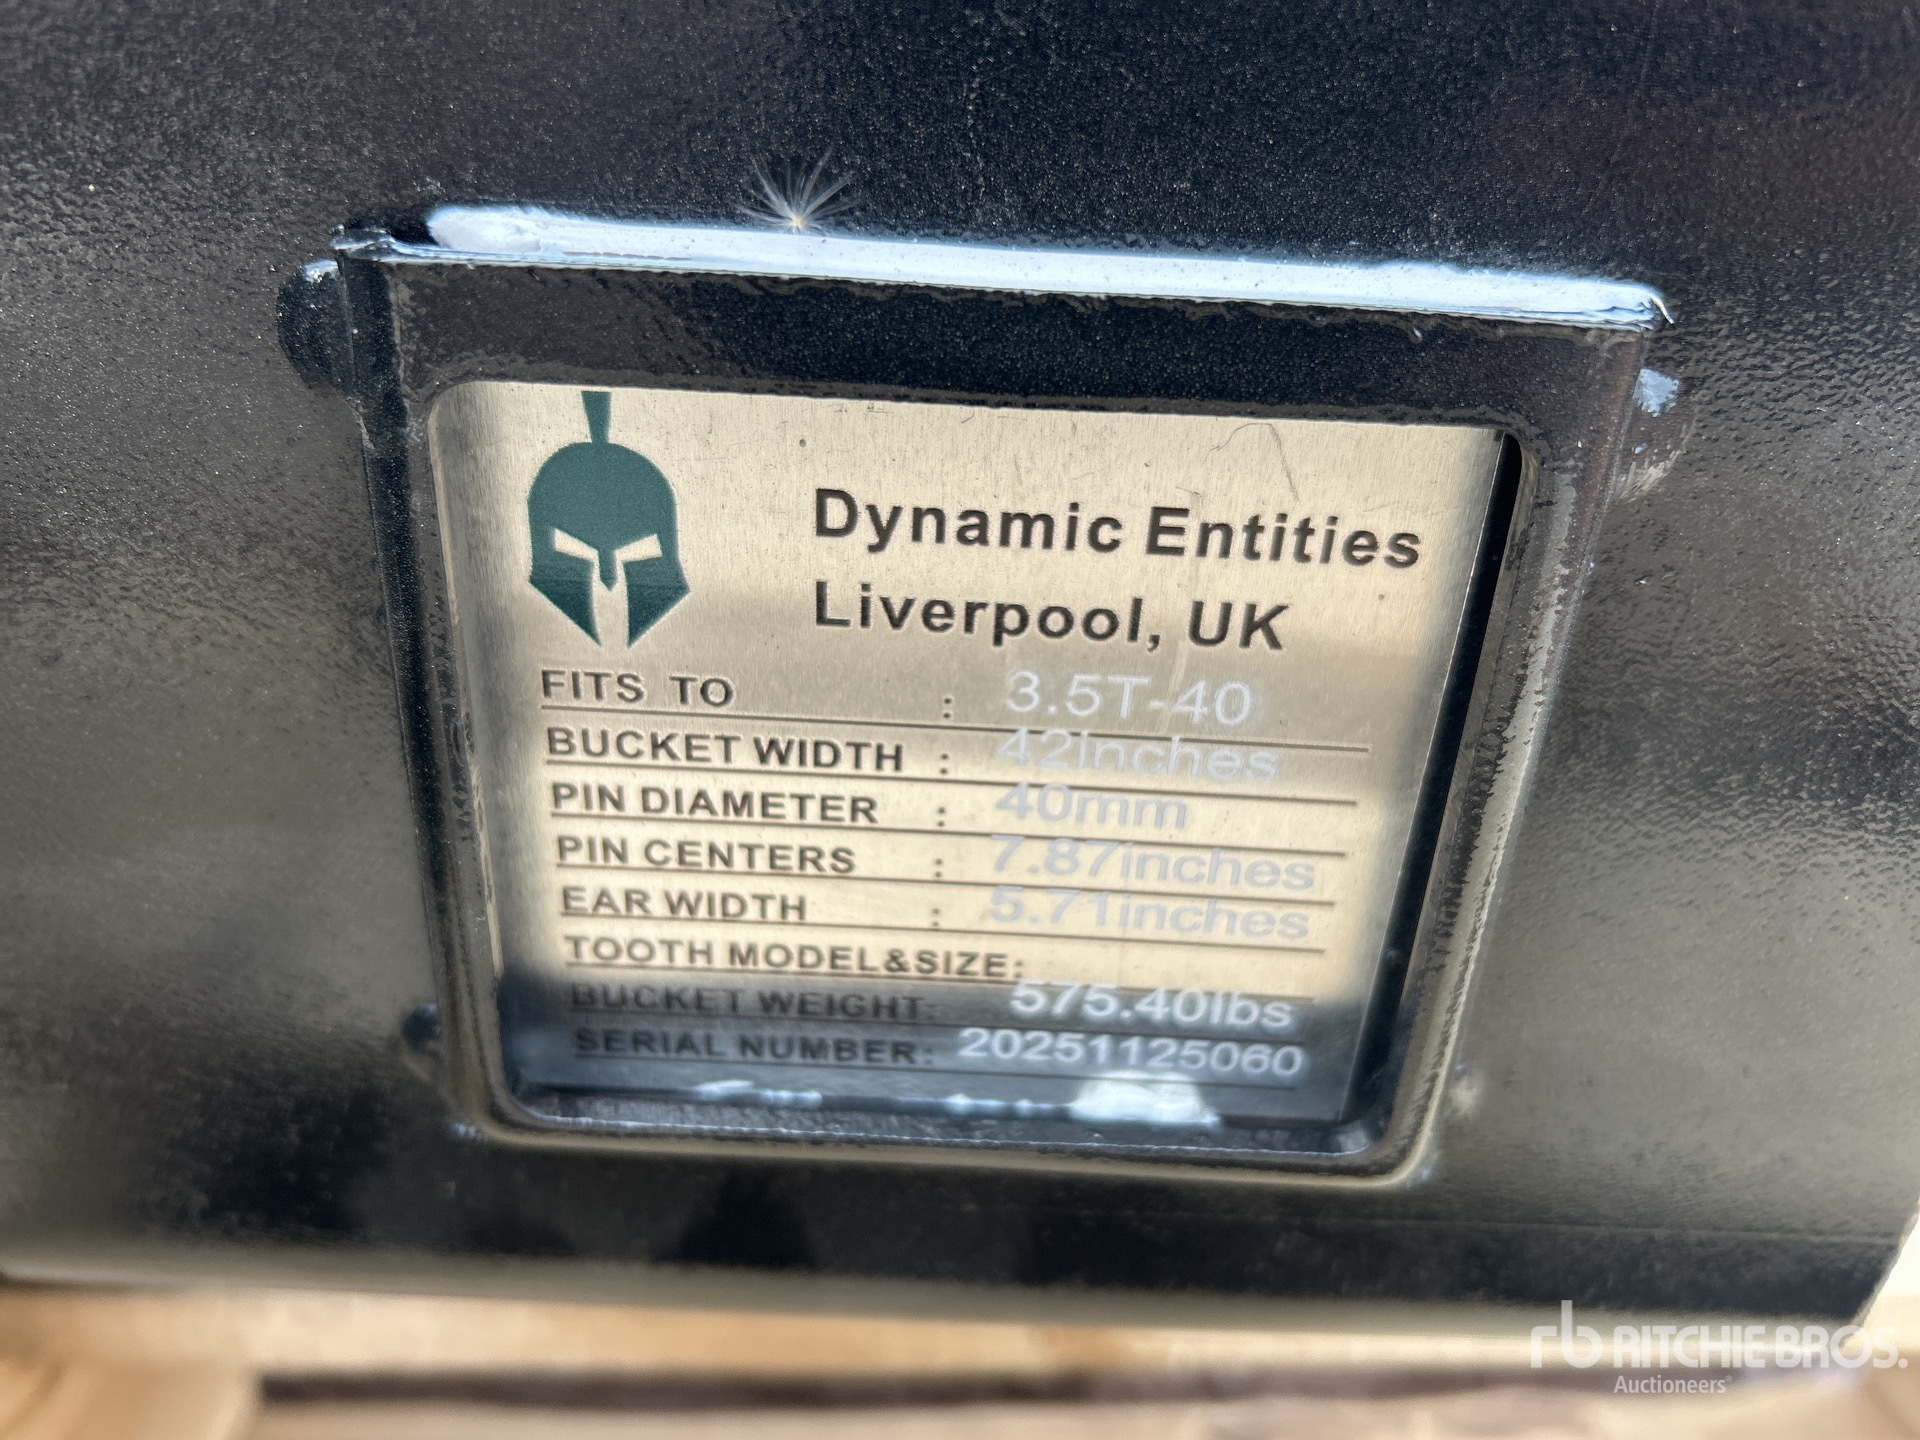 Dynamic Entities
Liverpool, UK
FITS TO : 3.5T-40
BUCKET WIDTH : 42inches
PIN DIAMETER : 40mm
PIN CENTERS : 7.87inches
EAR WIDTH : 5.71inches
TOOTH MODEL&SIZE:
BUCKET WEIGHT: 575.40lbs
SERIAL NUMBER: 20251125060
rb RITCHIE BROS.
Auctioneers